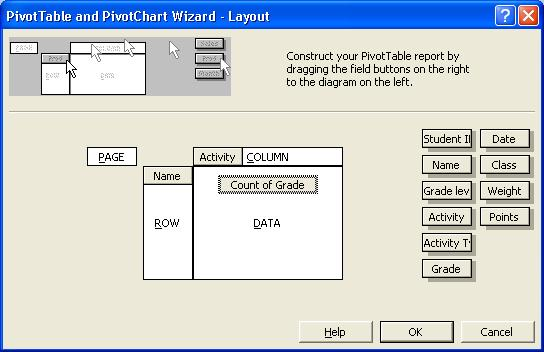 PivotTable and PivotChart Wizard - Layout
Construct your PivotTable report by
dragging the field buttons on the right
to the diagram on the left.
PAGE
Activity COLUMN
Name
Count of Grade
ROW
DATA
Student I
Date
Name
Class
Grade lev
Weight
Activity
Points
Activity T
Grade
Help
OK
Cancel